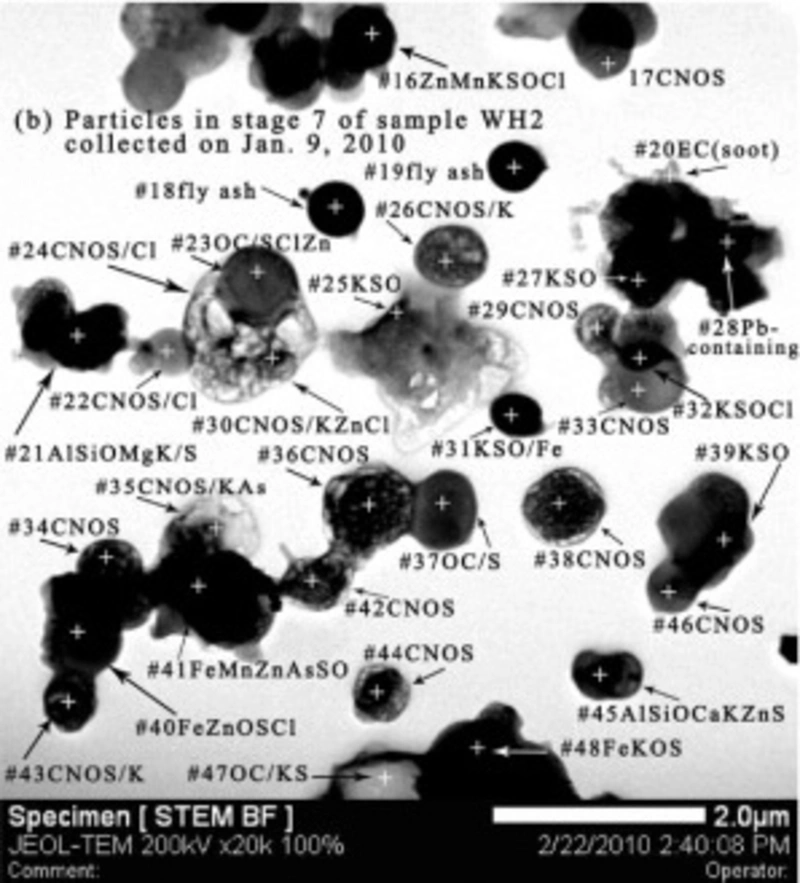 #16ZnMnKSOCl
17CNOS
(b) Particles in stage 7 of sample WH2
collected on Jan. 9, 2010
#20EC(soot)
#19fly ash
#18fly ash
#26CNOS/K
#24CNOS/Cl
#23OC/SClZn
#25KSO
#27KSO
#29CNOS
#28Pb-
containing
#22CNOS/Cl
#30CNOS/KZnCl
#32KSOCl
#33CNOS
#21AlSiOMgK/S
#36CNOS
#31KSO/Fe
#39KSO
#35CNOS/KAs
#34CNOS
#37OC/S
#38CNOS
#42CNOS
#46CNOS
#41FeMnZnAsSO
#44CNOS
#40FeZnOSCl
#45AlSiOCaKZnS
#43CNOS/K
#47OC/KS
#48FeKOS
Specimen [ STEM BF ]
2.0µm
JEOL-TEM 200kV x20k 100%
2/22/2010 2:40:08 PM
Comment:
Operator: